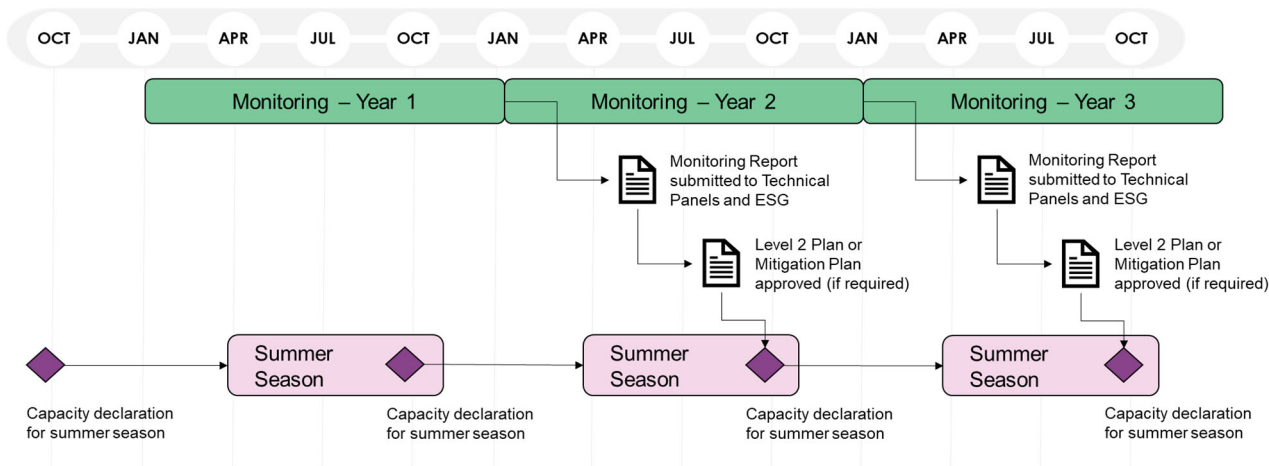 OCT JAN APR JUL OCT JAN APR JUL OCT JAN APR JUL OCT
Monitoring – Year 1
Monitoring – Year 2
Monitoring – Year 3
Monitoring Report
submitted to Technical
Panels and ESG
Monitoring Report
submitted to Technical
Panels and ESG
Level 2 Plan or
Mitigation Plan
approved (if required)
Level 2 Plan or
Mitigation Plan
approved (if required)
Summer
Season
Summer
Season
Summer
Season
Capacity declaration
for summer season
Capacity declaration
for summer season
Capacity declaration
for summer season
Capacity declaration
for summer season